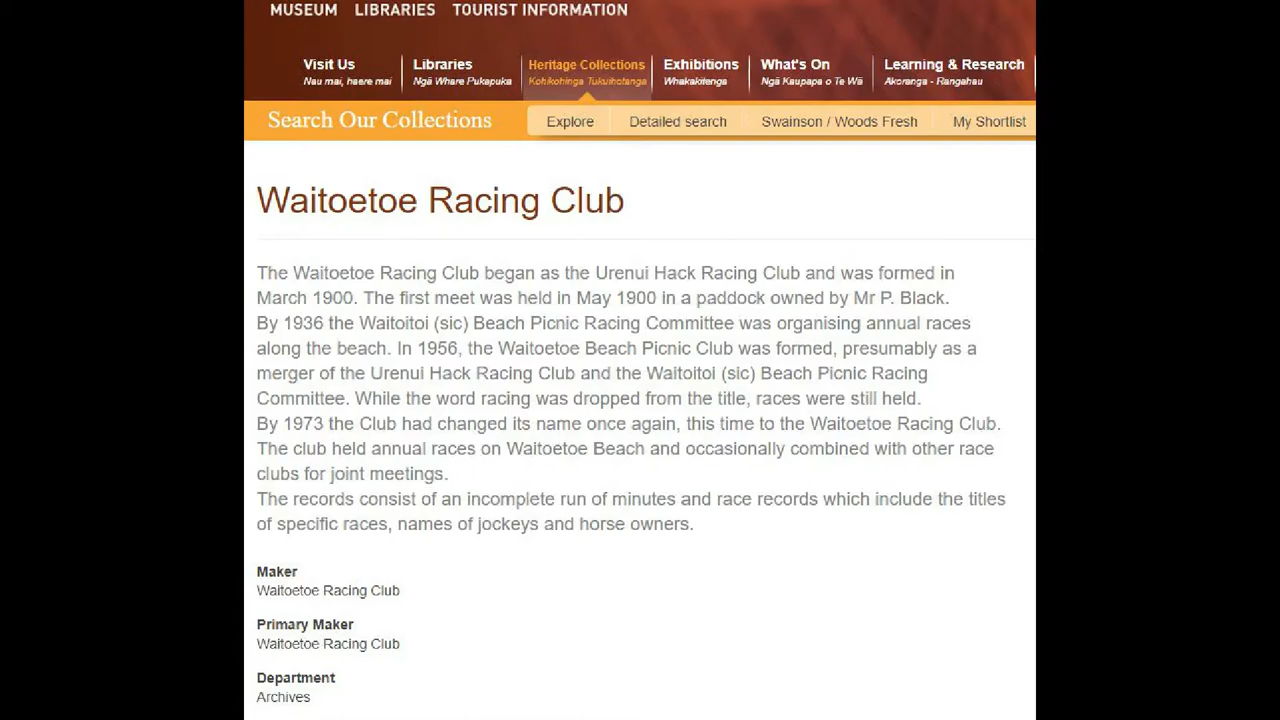 MUSEUM LIBRARIES TOURIST INFORMATION
Visit Us Libraries Heritage Collections Exhibitions What's On Learning & Research
Nau mai, haere mai Ngā Whare Pukapuka Kohikohinga Tukuihotanga Whakakitenga Ngā Kaupapa o Te Wā Akoranga - Rangahau
Search Our Collections Explore Detailed search Swainson / Woods Fresh My Shortlist
Waitoetoe Racing Club
The Waitoetoe Racing Club began as the Urenui Hack Racing Club and was formed in
March 1900. The first meet was held in May 1900 in a paddock owned by Mr P. Black.
By 1936 the Waitoitoi (sic) Beach Picnic Racing Committee was organising annual races
along the beach. In 1956, the Waitoetoe Beach Picnic Club was formed, presumably as a
merger of the Urenui Hack Racing Club and the Waitoitoi (sic) Beach Picnic Racing
Committee. While the word racing was dropped from the title, races were still held.
By 1973 the Club had changed its name once again, this time to the Waitoetoe Racing Club.
The club held annual races on Waitoetoe Beach and occasionally combined with other race
clubs for joint meetings.
The records consist of an incomplete run of minutes and race records which include the titles
of specific races, names of jockeys and horse owners.
Maker
Waitoetoe Racing Club
Primary Maker
Waitoetoe Racing Club
Department
Archives